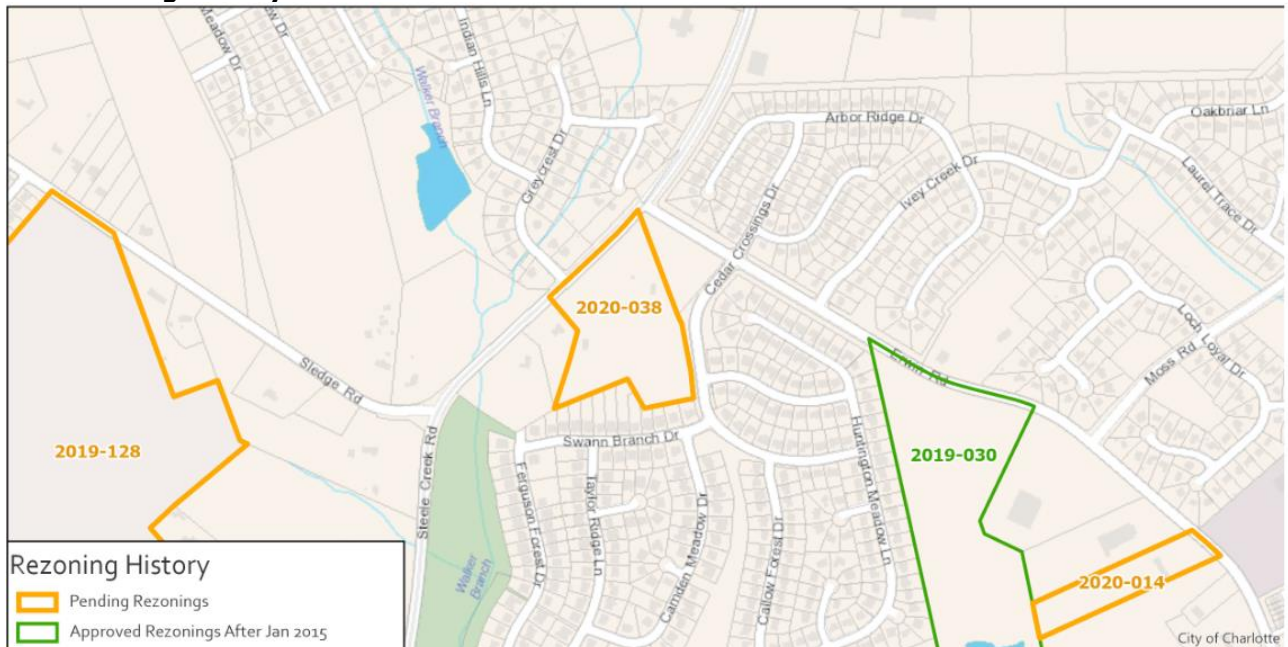 Meadow Dr
Indian Hills Ln
Walker Branch
Greycrest Dr
Arbor Ridge Dr
Oakbriar Ln
Laurel Trace Dr
Ivey Creek Dr
Cedar Crossings Dr
2020-038
Loch Loyal Dr
Moss Rd
Erwin Rd
Sledge Rd
2019-128
Steele Creek Rd
Swann Branch Dr
Huntington Meadow Ln
2019-030
Ferguson Forest Dr
Taylor Ridge Ln
Camden Meadow Dr
Callow Forest Dr
Walker
Branch
2020-014
Rezoning History
Pending Rezonings
Approved Rezonings After Jan 2015
City of Charlotte